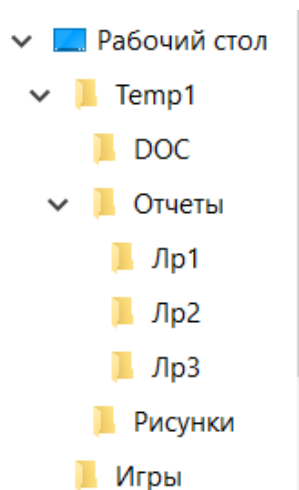 Рабочий стол
Temp1
DOC
Отчеты
Лр1
Лр2
Лр3
Рисунки
Игры